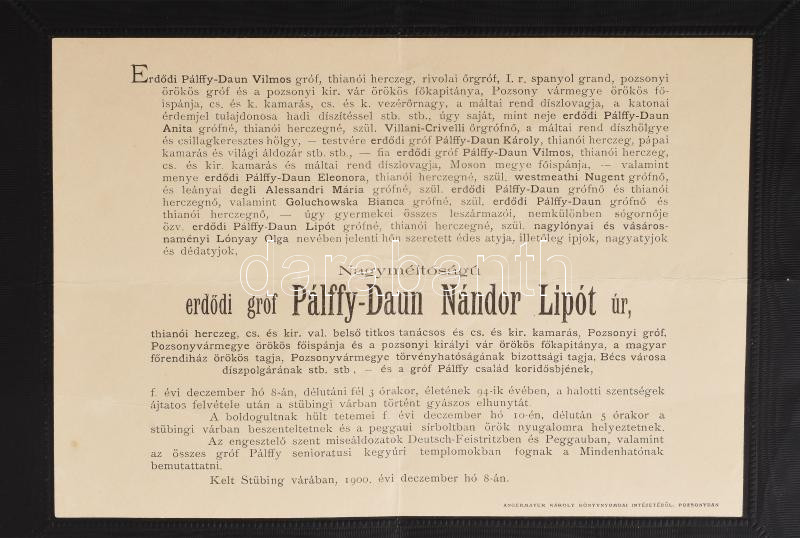 Erdődi Pálffy-Daun Vilmos gróf, thianói herczeg, rivolai őrgróf, I. r. spanyol grand, pozsonyi
örökös gróf és a pozsonyi kir. vár örökös főkapitánya, Pozsony vármegye örökös fő-
ispánja, cs. és k. kamarás, cs. és k. vezérőrnagy, a máltai rend díszlovagja, a katonai
érdemjel tulajdonosa hadi díszítéssel stb. stb., úgy saját, mint neje erdődi Pálffy-Daun
Anita grófné, thianói herczegné, szül. Villani-Crivelli őrgrófnő, a máltai rend díszhölgye
és csillagkeresztes hölgy, — testvére erdődi gróf Pálffy-Daun Károly, thianói herczeg, pápai
kamarás és világi áldozár stb. stb., — fia erdődi gróf Pálffy-Daun Vilmos, thianói herczeg,
cs. és kir. kamarás és máltai rend díszlovagja, Moson megye főispánja, — valamint
menye erdődi Pálffy-Daun Eleonora, thianói herczegné, szül. westmeathi Nugent grófnő,
és leányai degli Alessandri Mária grófné, szül. erdődi Pálffy-Daun grófnő és thianói
herczegnő, valamint Goluchowska Bianca grófné, szül. erdődi Pálffy-Daun grófnő és
thianói herczegnő, — úgy gyermekei összes leszármazói, nemkülönben sógornője
özv. erdődi Pálffy-Daun Lipót grófné, thianói herczegné, szül. nagylónyai és vásáros-
naményi Lónyay Olga nevében jelenti hőn szeretett édes atyja, illetőleg ipjok, nagyatyjok
és dédatyjok,
Nagyméltóságú
erdődi gróf Pálffy-Daun Nándor Lipót úr,
darabanth
thianói herczeg, cs. és kir. val. belső titkos tanácsos és cs. és kir. kamarás, Pozsonyi gróf,
Pozsonyvármegye örökös főispánja és a pozsonyi királyi vár örökös főkapitánya, a magyar
főrendiház örökös tagja, Pozsonyvármegye törvényhatóságának bizottsági tagja, Bécs városa
díszpolgárának stb. stb. - és a gróf Pálffy család koridősbjének,
f. évi deczember hó 8-án, délutáni fél 3 órakor, életének 94-ik évében, a halotti szentségek
ájtatos felvétele után a stübingi várban történt gyászos elhunytát.
A boldogultnak hült tetemei f. évi deczember hó 10-én, délután 5 órakor a
stübingi várban beszenteltetnek és a peggaui sírboltban örök nyugalomra helyeztetnek.
Az engesztelő szent miseáldozatok Deutsch-Feistritzben és Peggauban, valamint
az összes gróf Pálffy senioratusi kegyúri templomokban fognak a Mindenhatónak
bemutattatni.
Kelt Stübing várában, 1900. évi deczember hó 8-án.
ANGERMAYER KÁROLY KÖNYVNYOMDAI INTÉZETÉBŐL, POZSONYBAN